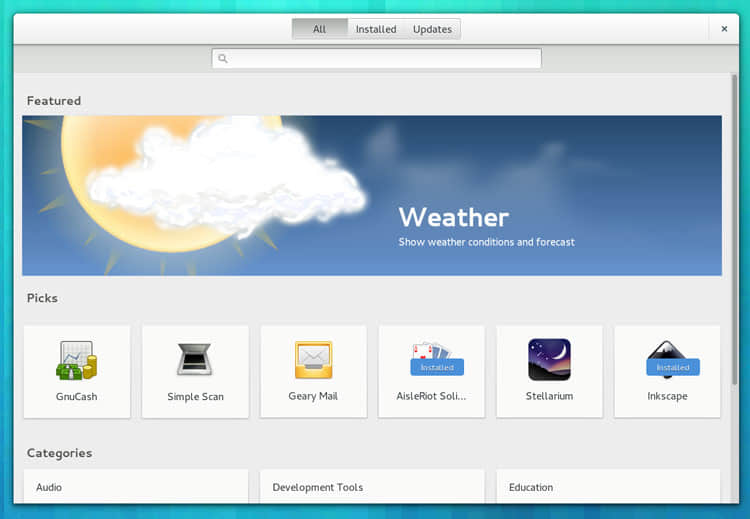 All Installed Updates
Featured
Weather
Show weather conditions and forecast
Picks
Installed Installed
GnuCash Simple Scan Geary Mail AisleRiot Soli... Stellarium Inkscape
Categories
Audio Development Tools Education